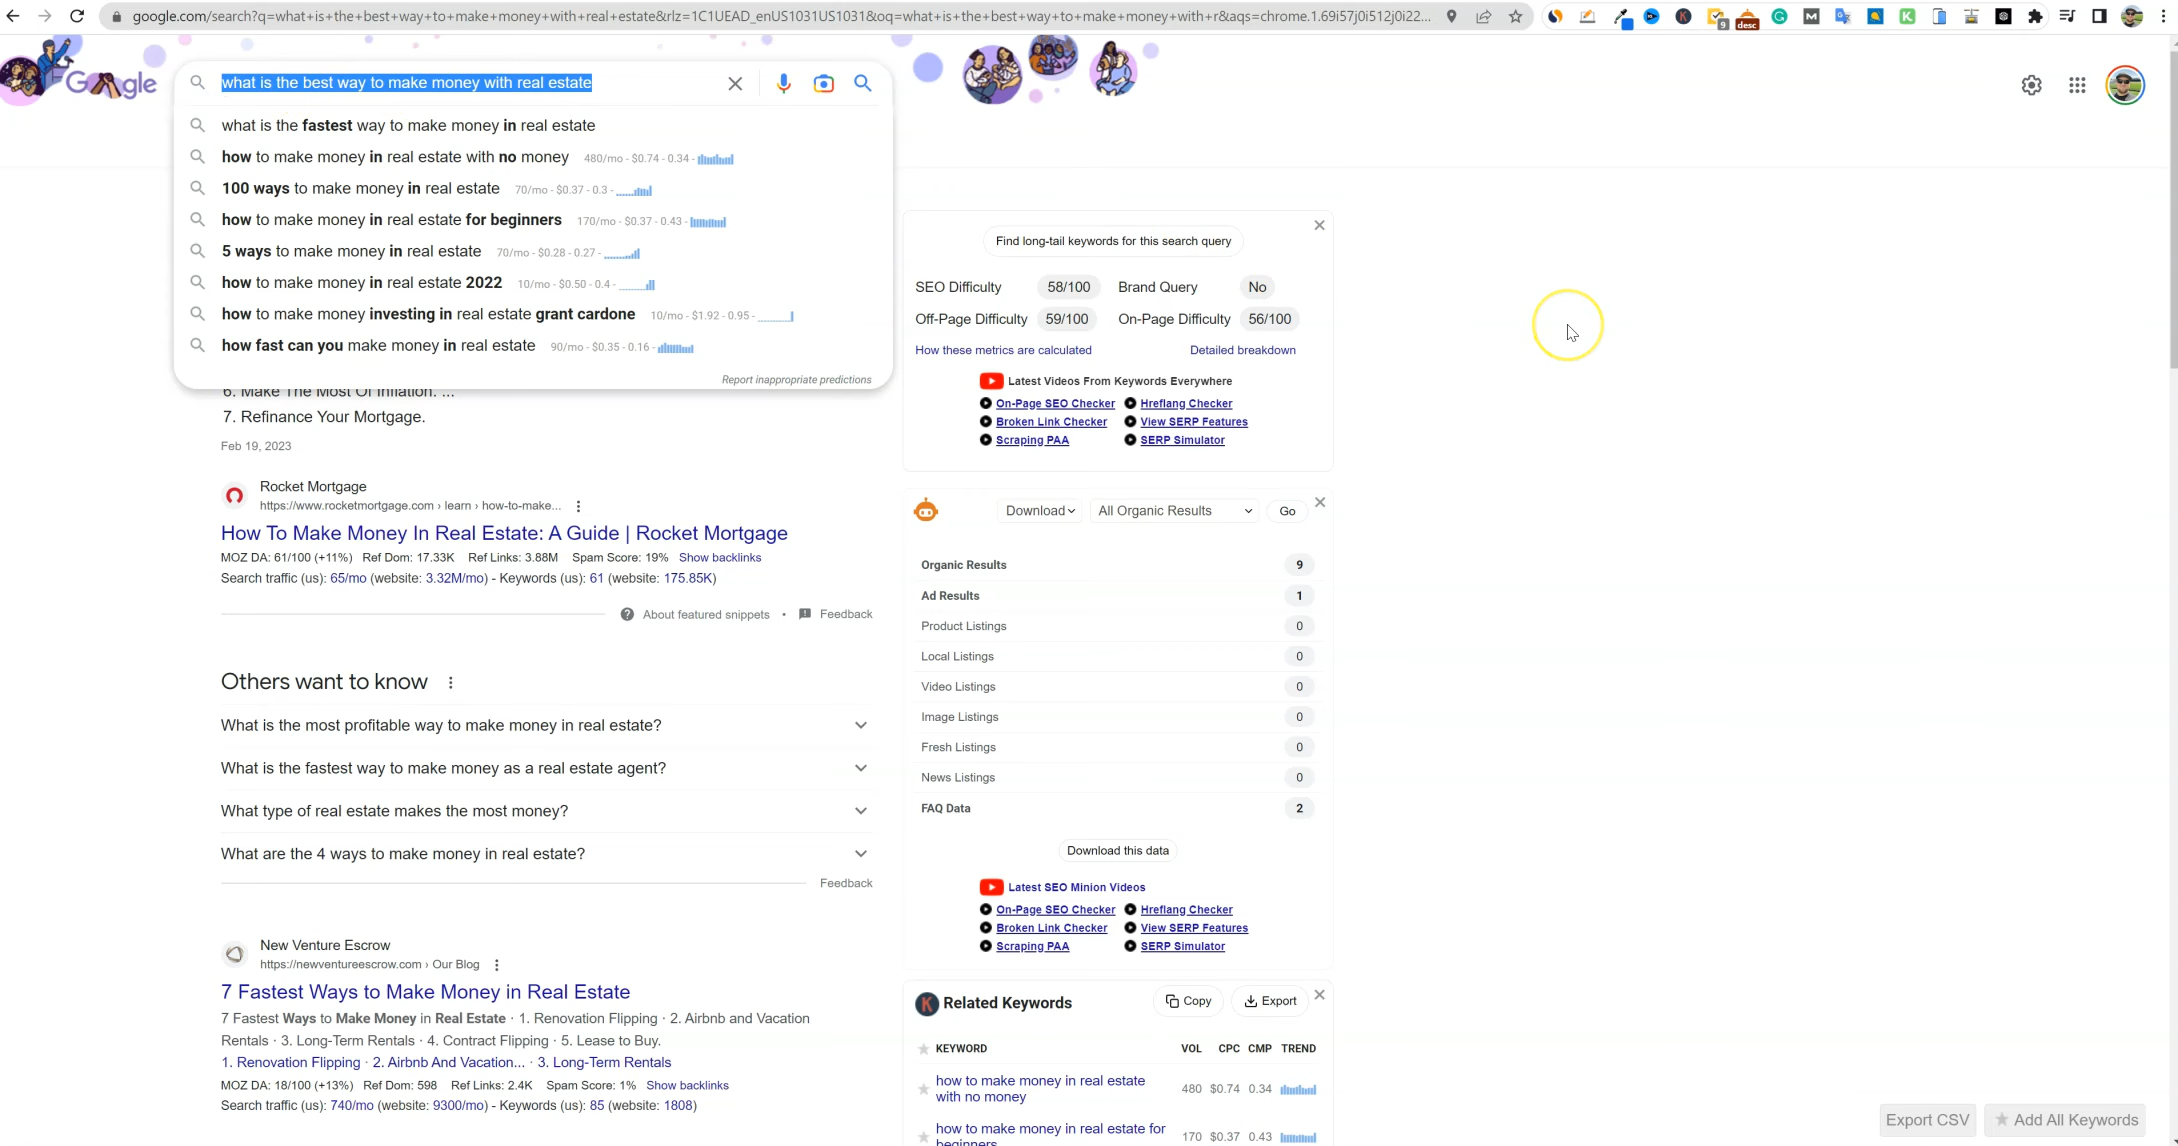 google.com/search?q=what+is+the+best+way+to+make+money+with+real+estate&rlz=1C1UEAD_enUS1031US1031&oq=what+is+the+best+way+to+make+money+with+r&aqs=chrome.1.69i57j0i512j0i22...
9
desc
Google
what is the best way to make money with real estate
what is the fastest way to make money in real estate
how to make money in real estate with no money 480/mo - $0.74 - 0.34 -
100 ways to make money in real estate 70/mo - $0.37 - 0.3 -
how to make money in real estate for beginners 170/mo - $0.37 - 0.43 -
5 ways to make money in real estate 70/mo - $0.28 - 0.27 -
how to make money in real estate 2022 10/mo - $0.50 - 0.4 -
how to make money investing in real estate grant cardone 10/mo - $1.92 - 0.95 -
how fast can you make money in real estate 90/mo - $0.35 - 0.16 -
Report inappropriate predictions
6. Make The Most Of Inflation. ...
7. Refinance Your Mortgage.
Feb 19, 2023
Rocket Mortgage
https://www.rocketmortgage.com › learn › how-to-make...
How To Make Money In Real Estate: A Guide | Rocket Mortgage
MOZ DA: 61/100 (+11%) Ref Dom: 17.33K Ref Links: 3.88M Spam Score: 19% Show backlinks
Search traffic (us): 65/mo (website: 3.32M/mo) - Keywords (us): 61 (website: 175.85K)
About featured snippets • Feedback
Others want to know
What is the most profitable way to make money in real estate?
What is the fastest way to make money as a real estate agent?
What type of real estate makes the most money?
What are the 4 ways to make money in real estate?
Feedback
New Venture Escrow
https://newventureescrow.com › Our Blog
7 Fastest Ways to Make Money in Real Estate
7 Fastest Ways to Make Money in Real Estate · 1. Renovation Flipping · 2. Airbnb and Vacation
Rentals · 3. Long-Term Rentals · 4. Contract Flipping · 5. Lease to Buy.
1. Renovation Flipping · 2. Airbnb And Vacation... · 3. Long-Term Rentals
MOZ DA: 18/100 (+13%) Ref Dom: 598 Ref Links: 2.4K Spam Score: 1% Show backlinks
Search traffic (us): 740/mo (website: 9300/mo) - Keywords (us): 85 (website: 1808)
Find long-tail keywords for this search query
SEO Difficulty 58/100 Brand Query No
Off-Page Difficulty 59/100 On-Page Difficulty 56/100
How these metrics are calculated Detailed breakdown
Latest Videos From Keywords Everywhere
On-Page SEO Checker Hreflang Checker
Broken Link Checker View SERP Features
Scraping PAA SERP Simulator
Download All Organic Results Go
Organic Results 9
Ad Results 1
Product Listings 0
Local Listings 0
Video Listings 0
Image Listings 0
Fresh Listings 0
News Listings 0
FAQ Data 2
Download this data
Latest SEO Minion Videos
On-Page SEO Checker Hreflang Checker
Broken Link Checker View SERP Features
Scraping PAA SERP Simulator
K Related Keywords Copy Export
KEYWORD VOL CPC CMP TREND
how to make money in real estate
with no money 480 $0.74 0.34
how to make money in real estate for
beginners 170 $0.37 0.43
Export CSV Add All Keywords